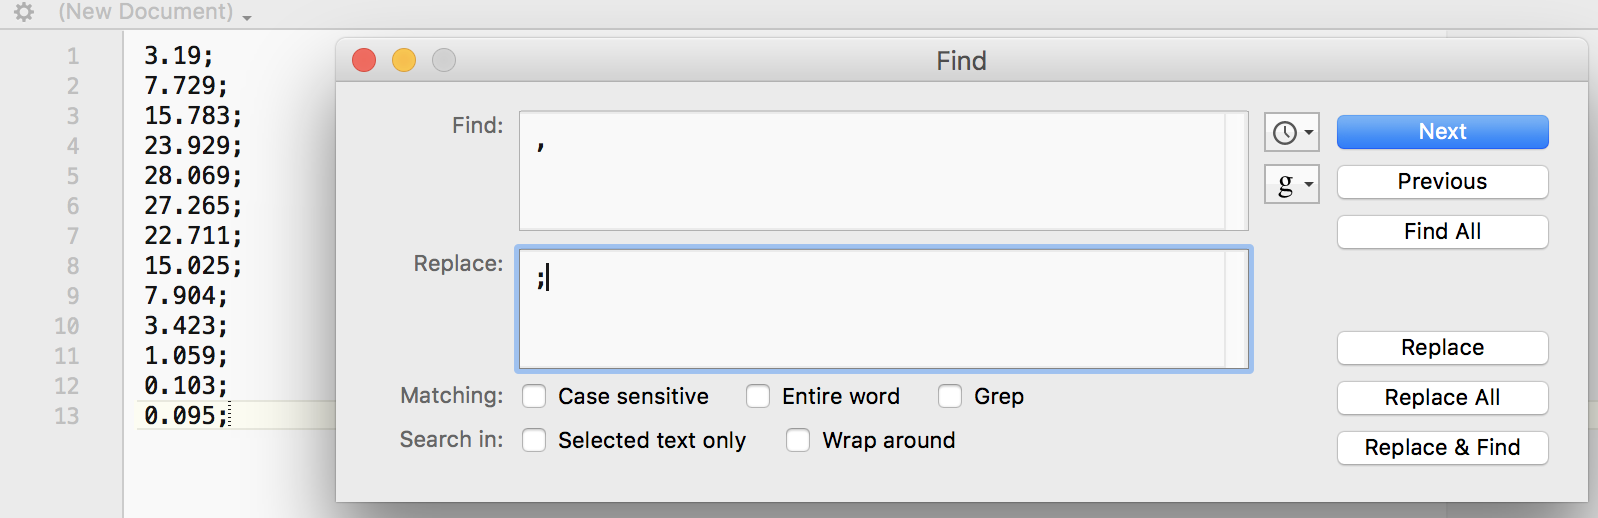 (New Document)
1 3.19;
2 7.729;
3 15.783;
4 23.929;
5 28.069;
6 27.265;
7 22.711;
8 15.025;
9 7.904;
10 3.423;
11 1.059;
12 0.103;
13 0.095;
Find
Find: ,
g
Next
Previous
Find All
Replace: ;
Replace
Replace All
Replace & Find
Matching: Case sensitive Entire word Grep
Search in: Selected text only Wrap around